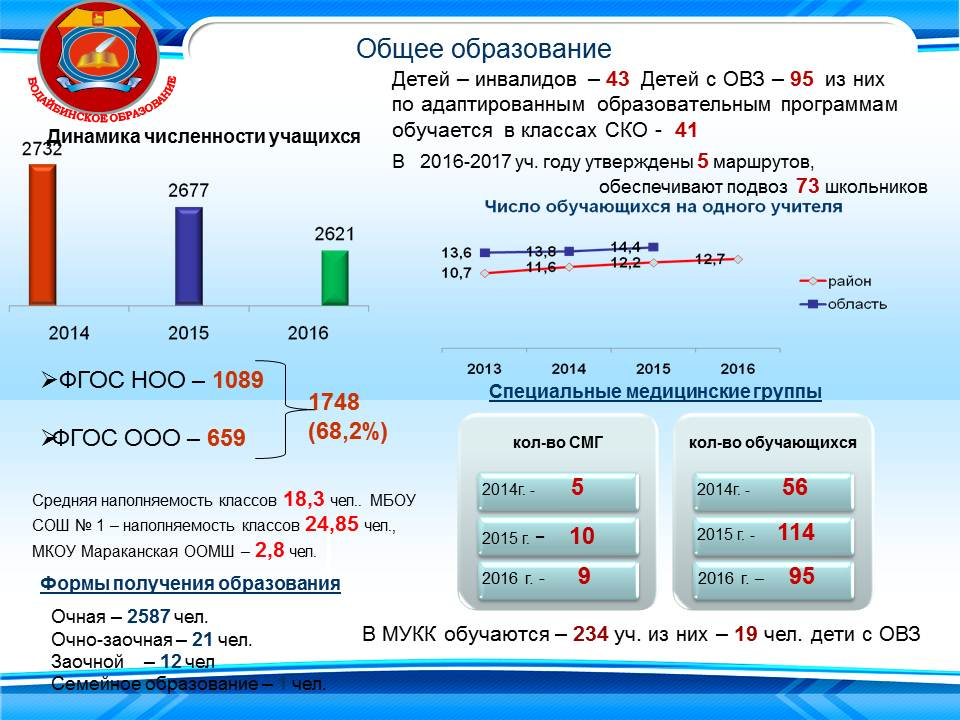 Общее образование
БОДАЙБИНСКОЕ ОБРАЗОВАНИЕ
Детей – инвалидов – 43 Детей с ОВЗ – 95 из них
по адаптированным образовательным программам
обучается в классах СКО - 41
В 2016-2017 уч. году утверждены 5 маршрутов,
обеспечивают подвоз 73 школьников
Динамика численности учащихся
2732
2677
2621
2014 2015 2016
Число обучающихся на одного учителя
13,6 13,8 14,4
10,7 11,6 12,2 12,7
район
область
2013 2014 2015 2016
ФГОС НОО – 1089
ФГОС ООО – 659
1748
(68,2%)
Специальные медицинские группы
кол-во СМГ
2014г. - 5
2015 г. – 10
2016 г. - 9
кол-во обучающихся
2014г. - 56
2015 г. - 114
2016 г. – 95
Средняя наполняемость классов 18,3 чел.. МБОУ
СОШ № 1 – наполняемость классов 24,85 чел.,
МКОУ Мараканская ООМШ – 2,8 чел.
Формы получения образования
Очная – 2587 чел.
Очно-заочная – 21 чел.
Заочной – 12 чел
Семейное образование – 1 чел.
В МУКК обучаются – 234 уч. из них – 19 чел. дети с ОВЗ